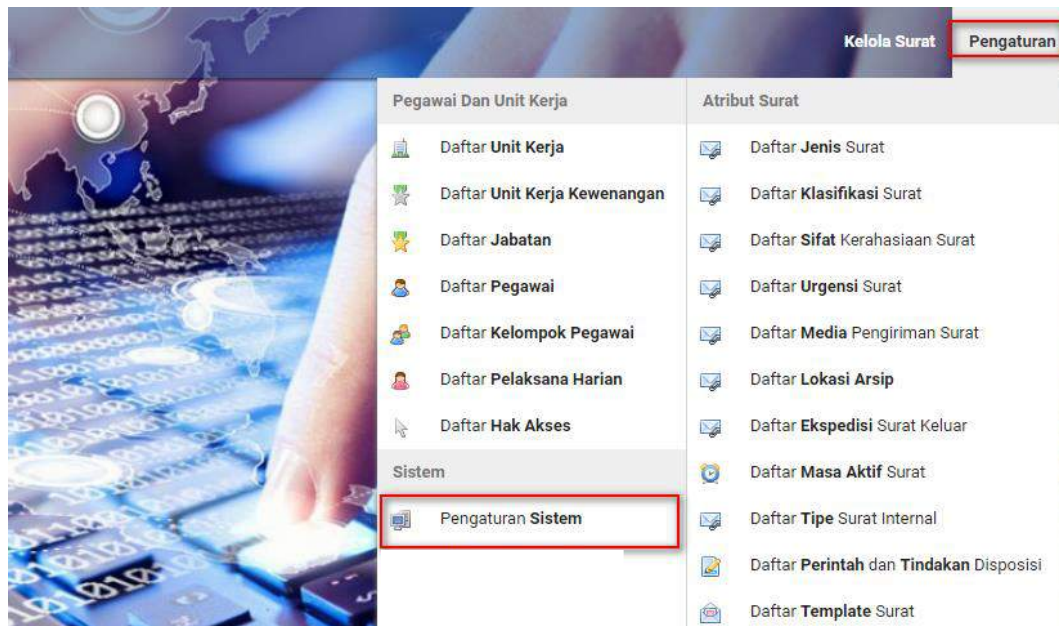 Kelola Surat
Pengaturan
Pegawai Dan Unit Kerja
Daftar Unit Kerja
Daftar Unit Kerja Kewenangan
Daftar Jabatan
Daftar Pegawai
Daftar Kelompok Pegawai
Daftar Pelaksana Harian
Daftar Hak Akses
Sistem
Pengaturan Sistem
Atribut Surat
Daftar Jenis Surat
Daftar Klasifikasi Surat
Daftar Sifat Kerahasiaan Surat
Daftar Urgensi Surat
Daftar Media Pengiriman Surat
Daftar Lokasi Arsip
Daftar Ekspedisi Surat Keluar
Daftar Masa Aktif Surat
Daftar Tipe Surat Internal
Daftar Perintah dan Tindakan Disposisi
Daftar Template Surat